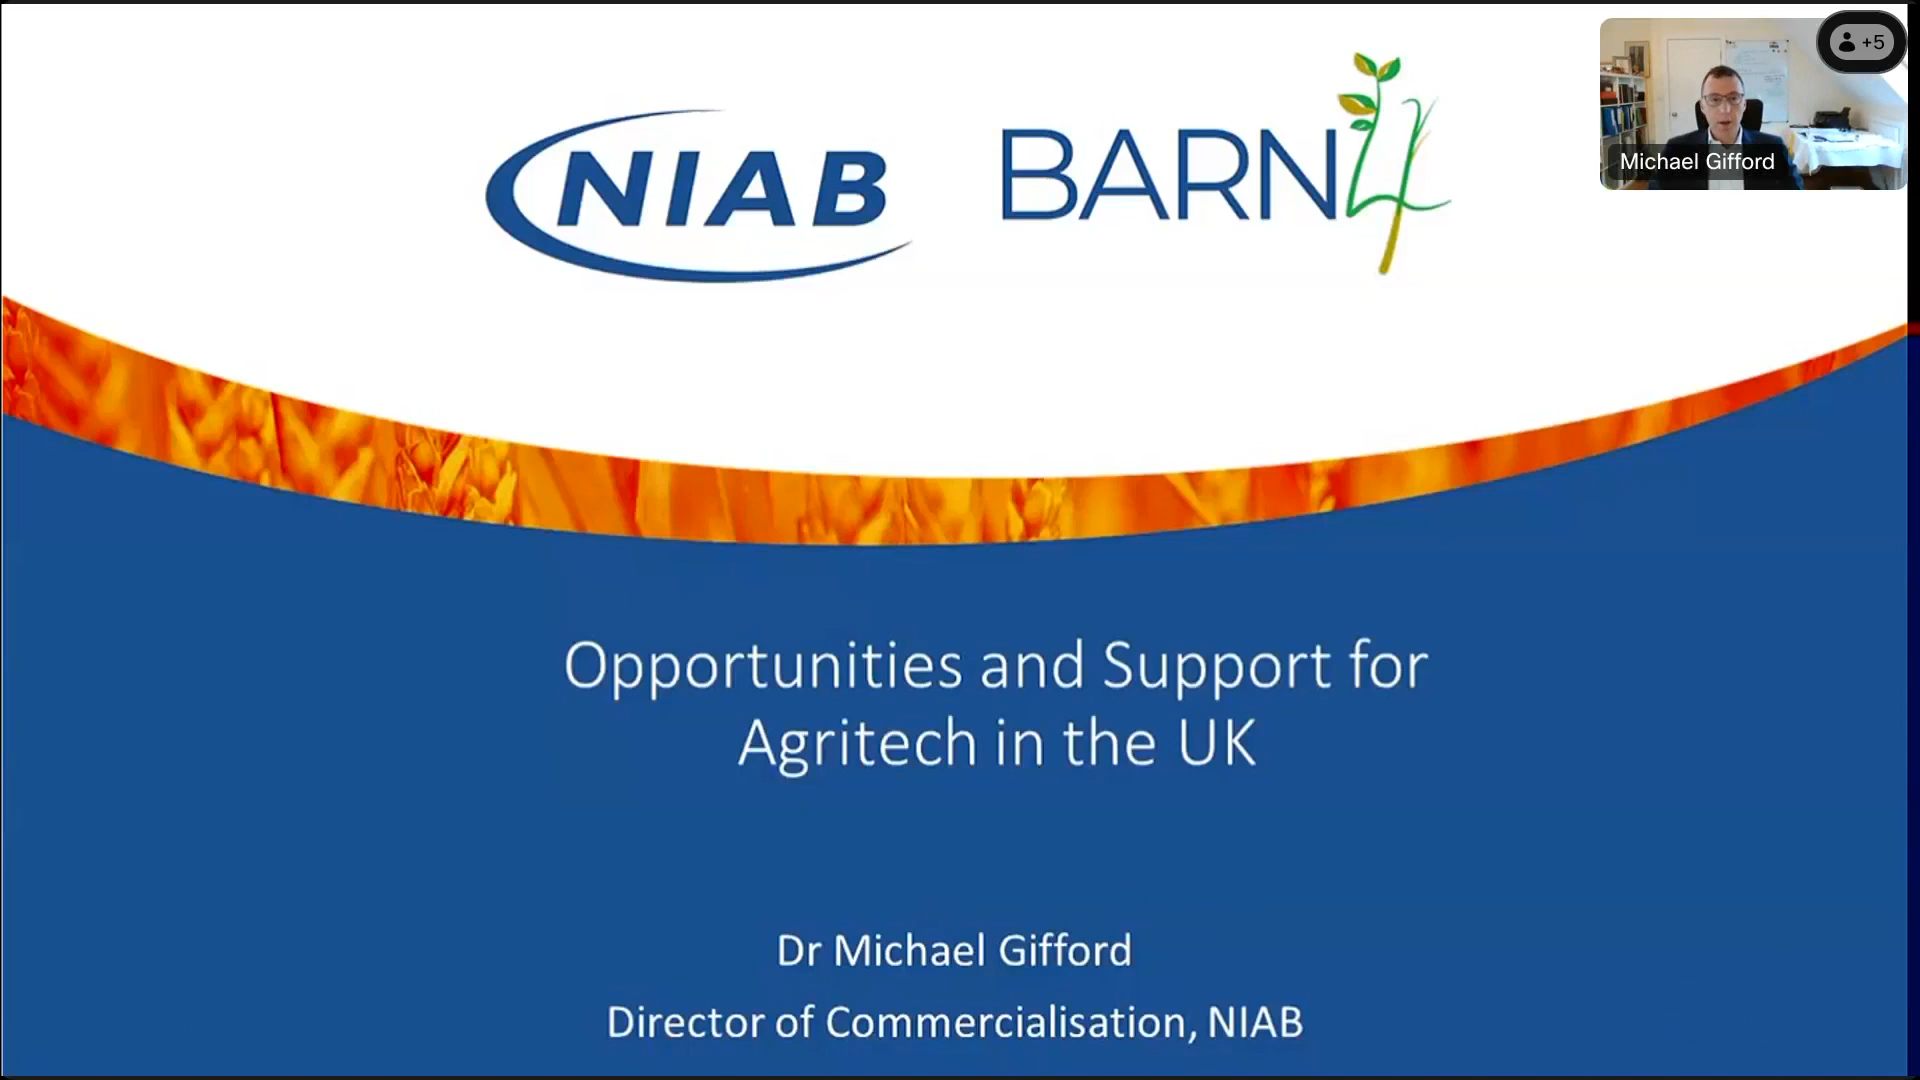 NIAB
BARN4
+5
Michael Gifford
Opportunities and Support for
Agritech in the UK
Dr Michael Gifford
Director of Commercialisation, NIAB